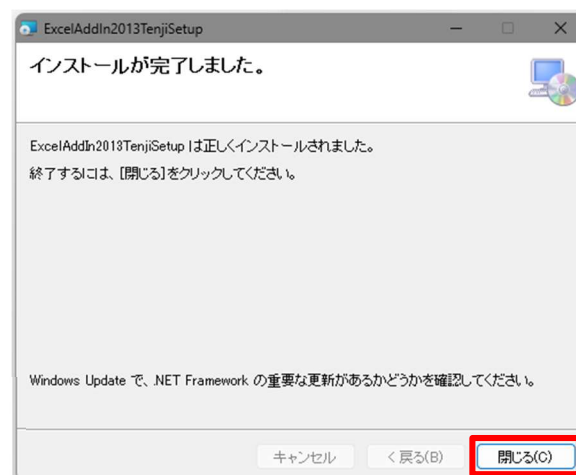 ExcelAddIn2013TenjiSetup
インストールが完了しました。
ExcelAddIn2013TenjiSetup は正しくインストールされました。
終了するには、[閉じる]をクリックしてください。
Windows Update で、.NET Framework の重要な更新があるかどうかを確認してください。
キャンセル
< 戻る(B)
閉じる(C)